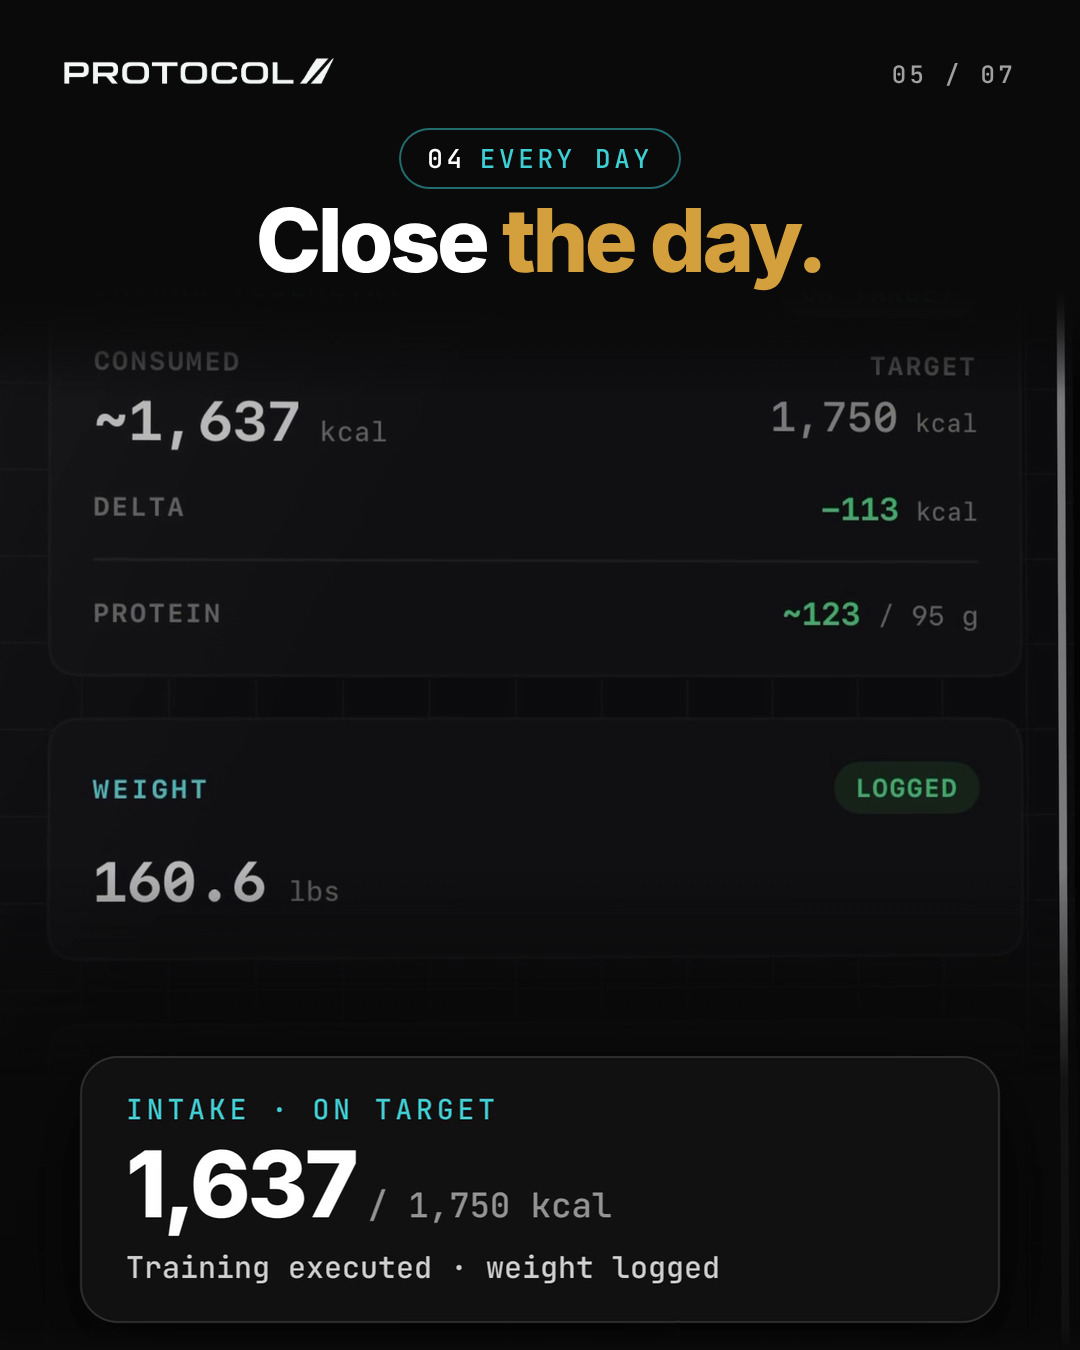 PROTOCOL
05 / 07
04 EVERY DAY
Close the day.
CONSUMED
TARGET
~1,637 kcal
1,750 kcal
DELTA
−113 kcal
PROTEIN
~123 / 95 g
WEIGHT
LOGGED
160.6 lbs
INTAKE · ON TARGET
1,637 / 1,750 kcal
Training executed · weight logged